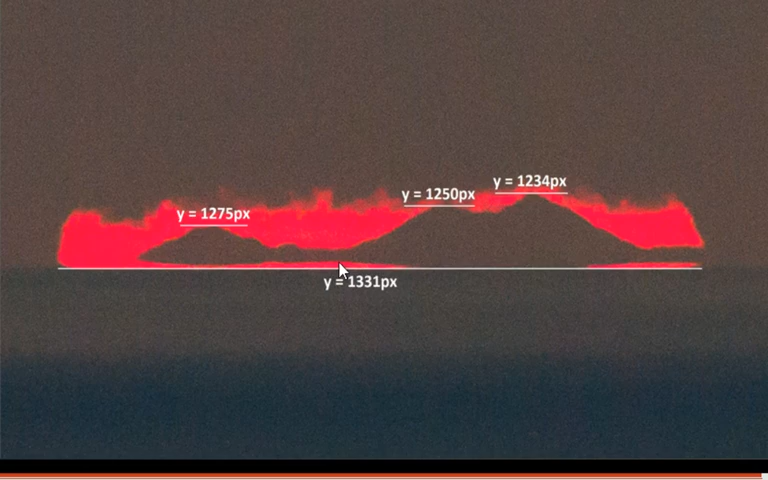 y = 1234px
y = 1250px
y = 1275px
y = 1331px